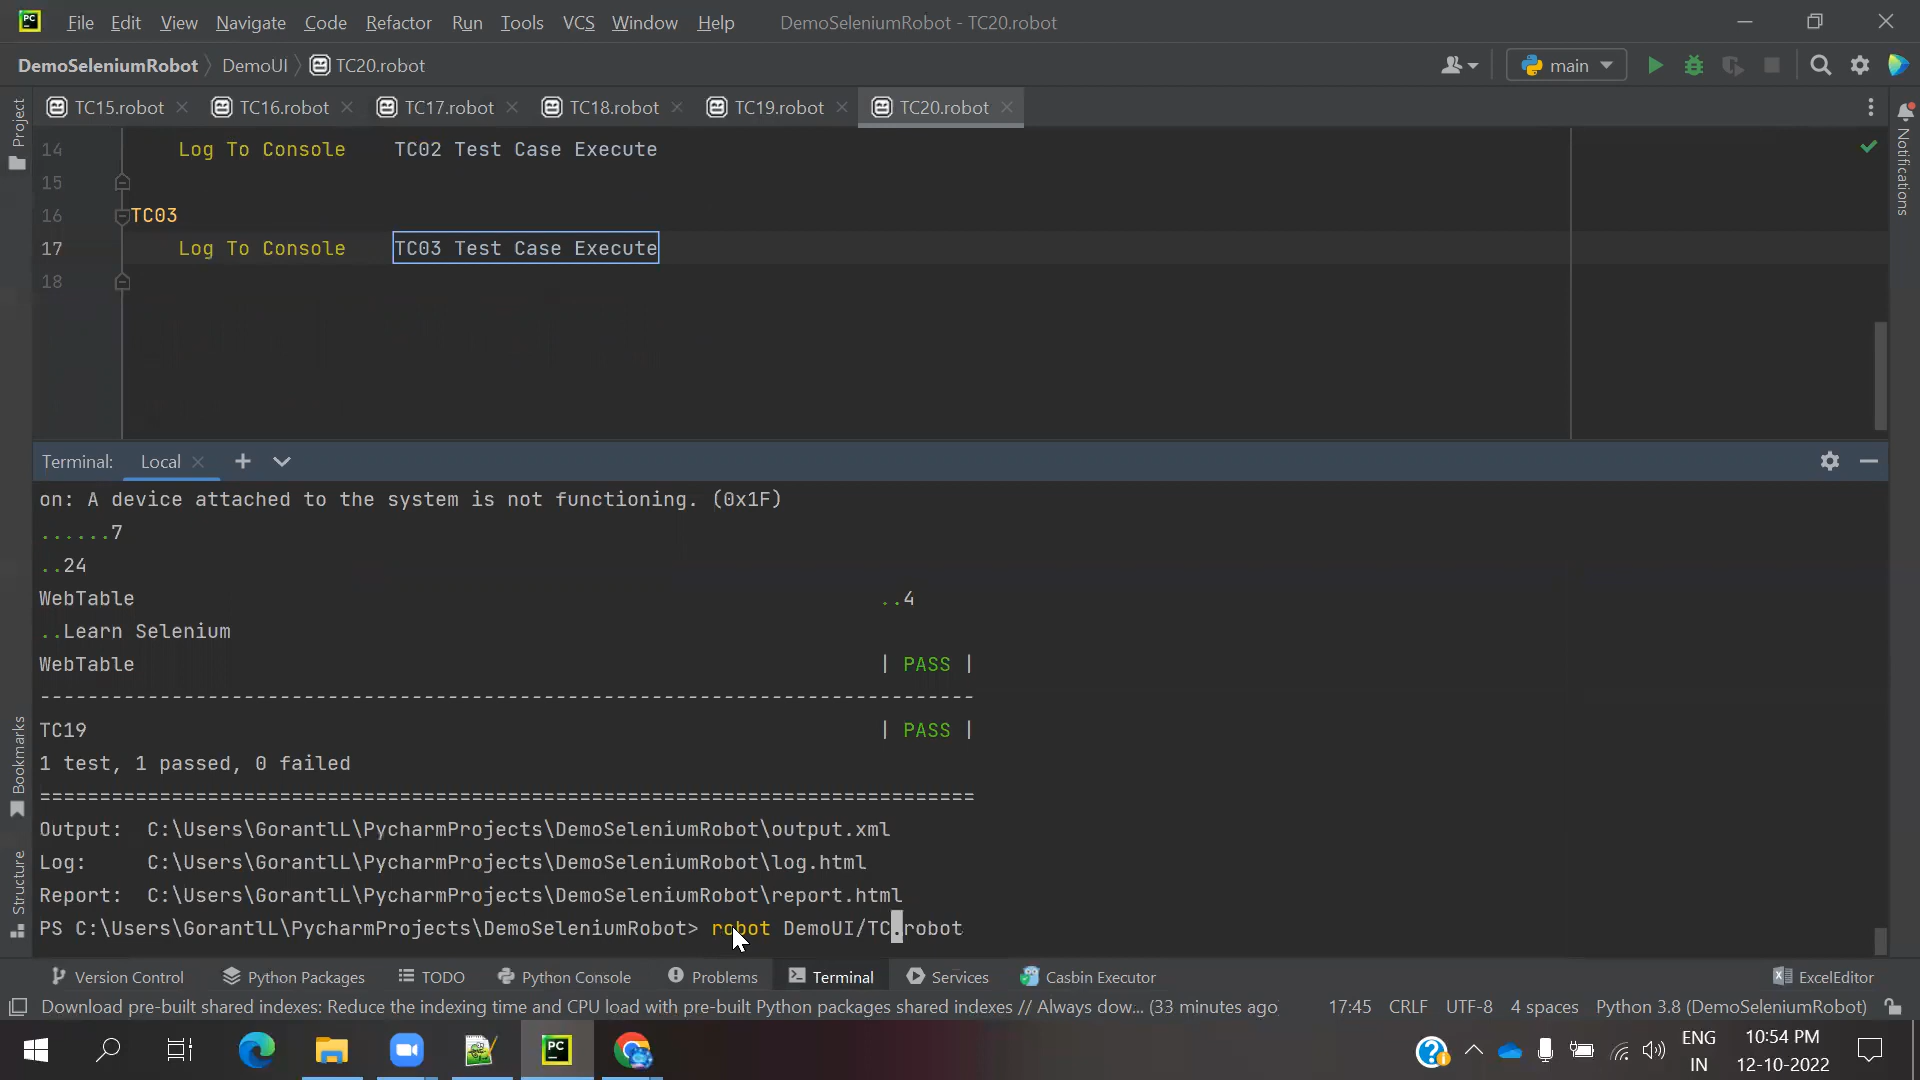 PC File Edit View Navigate Code Refactor Run Tools VCS Window Help DemoSeleniumRobot - TC20.robot
DemoSeleniumRobot DemoUI TC20.robot main
TC15.robot TC16.robot TC17.robot TC18.robot TC19.robot TC20.robot
Project
Notifications
14 Log To Console TC02 Test Case Execute
15
16 TC03
17 Log To Console TC03 Test Case Execute
18
Terminal: Local
on: A device attached to the system is not functioning. (0x1F)
......7
..24
WebTable ..4
..Learn Selenium
WebTable | PASS |
------------------------------------------------------------------------------
TC19 | PASS |
1 test, 1 passed, 0 failed
==============================================================================
Output: C:\Users\GorantlL\PycharmProjects\DemoSeleniumRobot\output.xml
Log: C:\Users\GorantlL\PycharmProjects\DemoSeleniumRobot\log.html
Report: C:\Users\GorantlL\PycharmProjects\DemoSeleniumRobot\report.html
PS C:\Users\GorantlL\PycharmProjects\DemoSeleniumRobot> robot DemoUI/TC.robot
Bookmarks
Structure
Version Control Python Packages TODO Python Console Problems Terminal Services Casbin Executor ExcelEditor
Download pre-built shared indexes: Reduce the indexing time and CPU load with pre-built Python packages shared indexes // Always dow... (33 minutes ago 17:45 CRLF UTF-8 4 spaces Python 3.8 (DemoSeleniumRobot)
PC ENG 10:54 PM
IN 12-10-2022